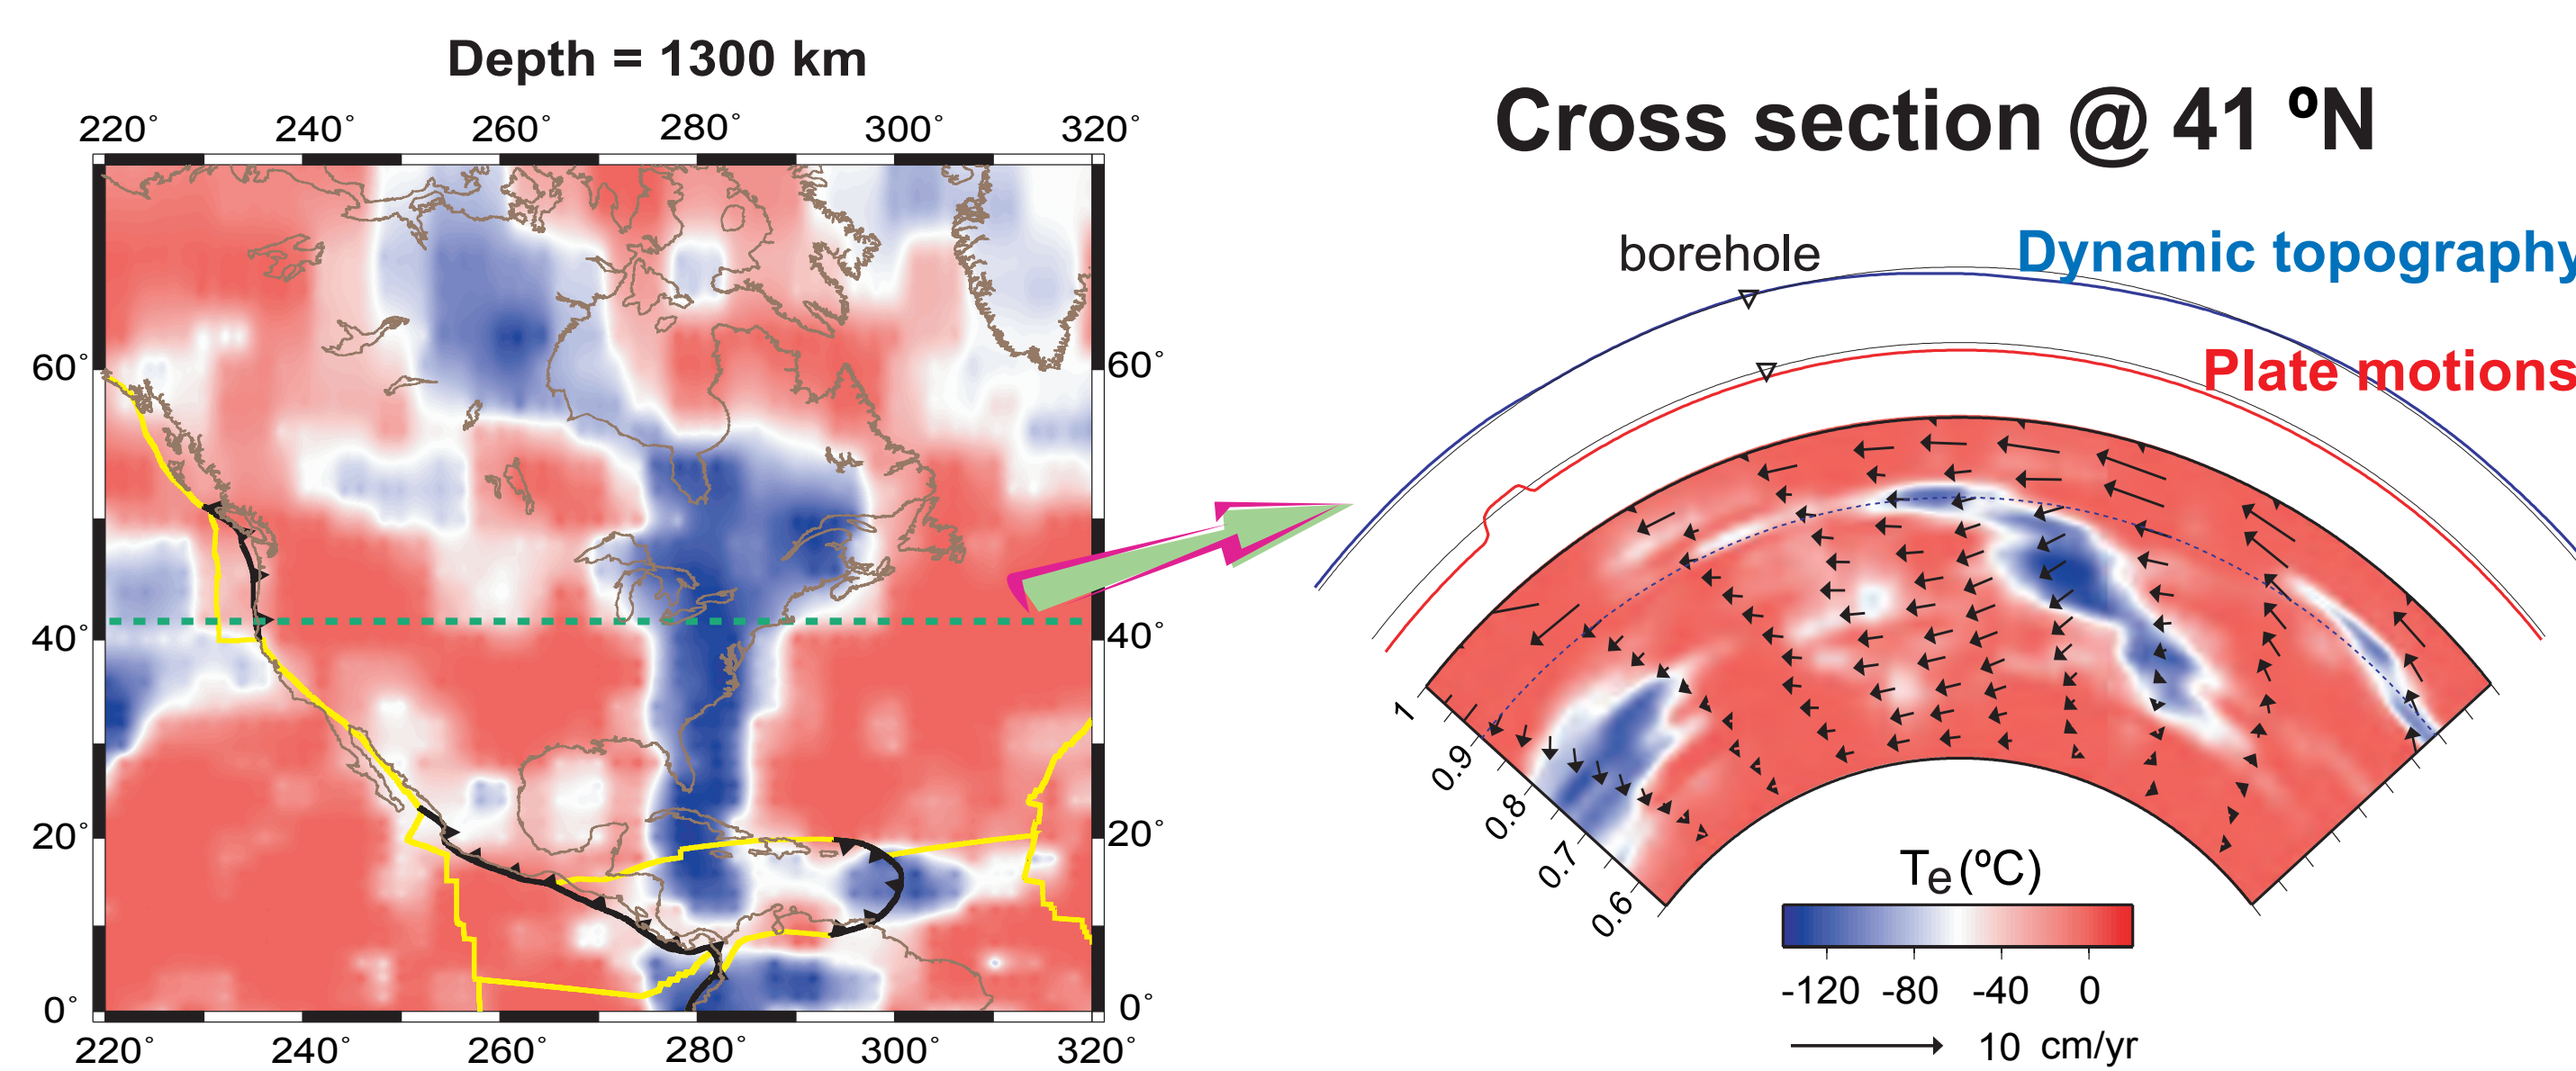 Depth = 1300 km
220° 240° 260° 280° 300° 320°
60° 60°
40° 40°
20° 20°
0° 0°
220° 240° 260° 280° 300° 320°
Cross section @ 41 ºN
borehole
Dynamic topography
Plate motions
1
0.9
0.8
0.7
0.6
Te (ºC)
-120 -80 -40 0
10 cm/yr